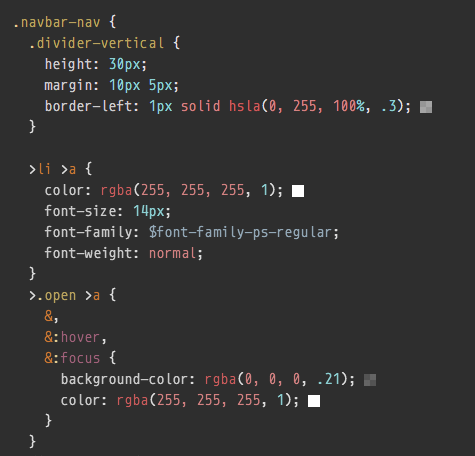 .navbar-nav {
.divider-vertical {
height: 30px;
margin: 10px 5px;
border-left: 1px solid hsla(0, 255, 100%, .3);
}
>li >a {
color: rgba(255, 255, 255, 1);
font-size: 14px;
font-family: $font-family-ps-regular;
font-weight: normal;
}
>.open >a {
&,
&:hover,
&:focus {
background-color: rgba(0, 0, 0, .21);
color: rgba(255, 255, 255, 1);
}
}